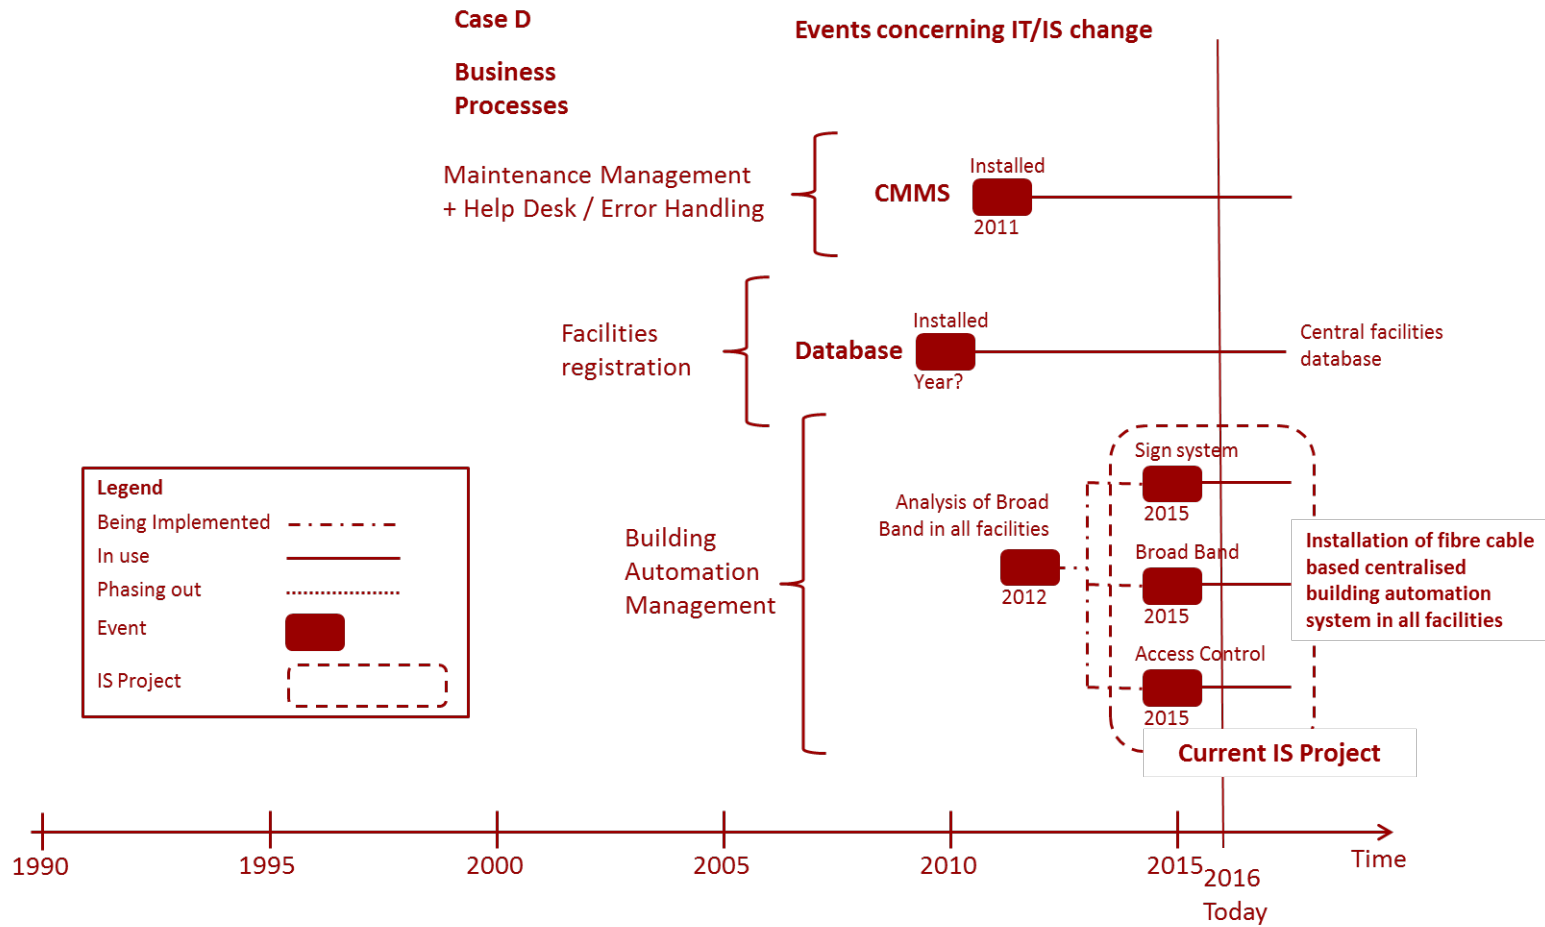 Case D
Events concerning IT/IS change
Business
Processes
Installed
Maintenance Management
+ Help Desk / Error Handling
CMMS
2011
Installed
Facilities
registration
Database
Year?
Central facilities
database
Sign system
2015
Analysis of Broad
Band in all facilities
2012
Building
Automation
Management
Broad Band
2015
Installation of fibre cable
based centralised
building automation
system in all facilities
Access Control
2015
Current IS Project
Legend
Being Implemented
In use
Phasing out
Event
IS Project
1990
1995
2000
2005
2010
2015
2016
Today
Time